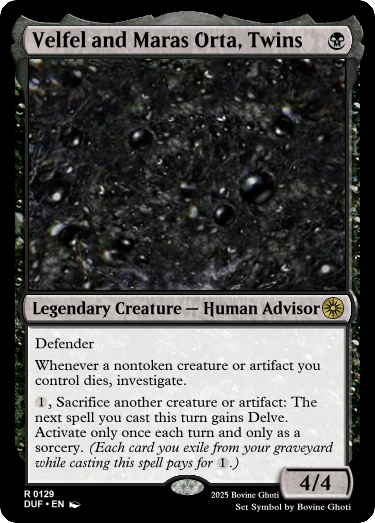 Velfel and Maras Orta, Twins
Legendary Creature — Human Advisor
Defender
Whenever a nontoken creature or artifact you
control dies, investigate.
1, Sacrifice another creature or artifact: The
next spell you cast this turn gains Delve.
Activate only once each turn and only as a
sorcery. (Each card you exile from your graveyard
while casting this spell pays for 1.)
4/4
R 0129
DUF • EN
2025 Bovine Ghoti
Set Symbol by Bovine Ghoti